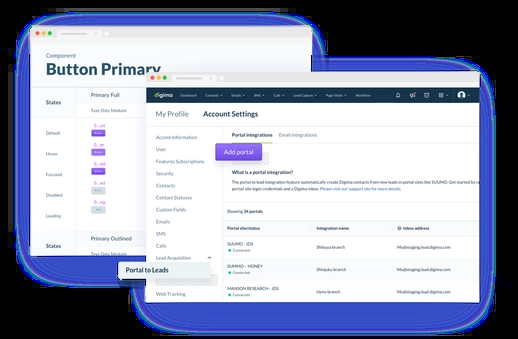 Component
Button Primary
States
Primary Full
Text Only Module
Default
Hover
Focused
Disabled
Leading
States
Primary Outlined
Text Only Module
digima
Dashboard
Contacts
Emails
SMS
Calls
Lead Capture
Page Visits
Workflow
My Profile
Account Settings
Accont Information
User
Features Subscriptions
Security
Contacts
Contact Statuses
Custom Fields
Emails
SMS
Calls
Lead Acquisition
Portal to Leads
Web Tracking
Portal integrations
Email integrations
Add portal
What is a portal integration?
The portal to lead integration feature automatically create Digima contacts from new leads in portal sites like SUUMO. Get started by
portal site login credentials and a Digima inbox. Please visit our support site for more details.
Showing 34 portals
Portal site/status
Integration name
Inbox address
SUUMO - JDS
Connected
Shibuya branch
Mu@staging.lead.digima.com
SUMMO - HONEY
Connected
Shinjuku branch
Mu@staging.lead.digima.com
MANSON RESEARCH - JDS
Connected
Ueno branch
Mu@staging.lead.digima.com